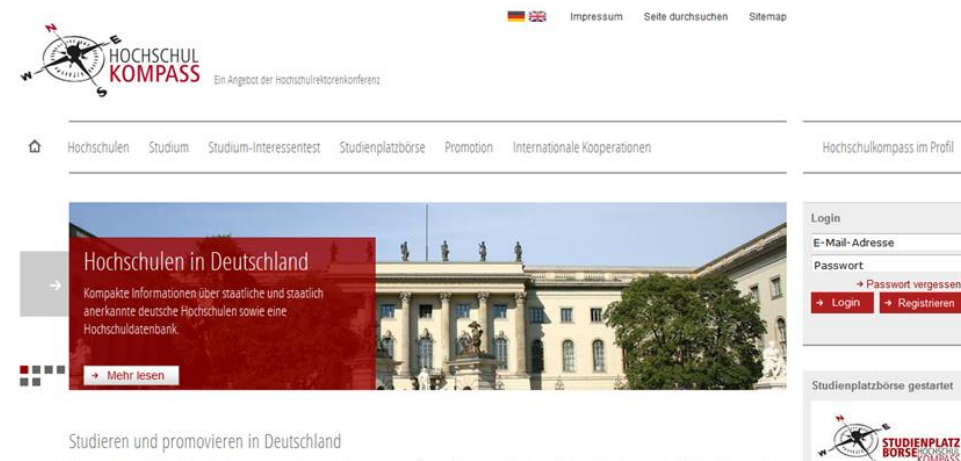 Impressum Seite durchsuchen Sitemap
N
E
W
S
HOCHSCHUL
KOMPASS
Ein Angebot der Hochschulrektorenkonferenz
Hochschulen Studium Studium-Interessentest Studienplatzbörse Promotion Internationale Kooperationen
Hochschulkompass im Profil
Hochschulen in Deutschland
Kompakte Informationen über staatliche und staatlich
anerkannte deutsche Hochschulen sowie eine
Hochschuldatenbank.
Mehr lesen
Login
E-Mail-Adresse
Passwort
Passwort vergessen
Login Registrieren
Studieren und promovieren in Deutschland
Studienplatzbörse gestartet
STUDIENPLATZ
BÖRSE HOCHSCHUL
KOMPASS